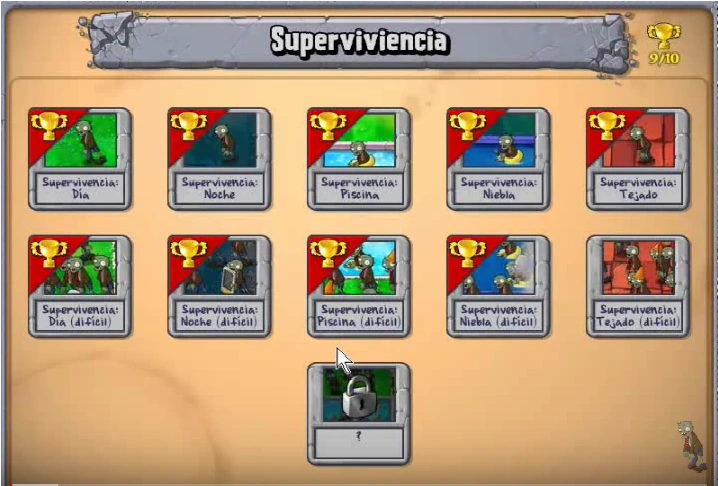 Superviviencia
9/10
Supervivencia:
Día
Supervivencia:
Noche
Supervivencia:
Piscina
Supervivencia:
Niebla
Supervivencia:
Tejado
Supervivencia:
Día (difícil)
Supervivencia:
Noche (difícil)
Supervivencia:
Piscina (difícil)
Supervivencia:
Niebla (difícil)
Supervivencia:
Tejado (difícil)
?